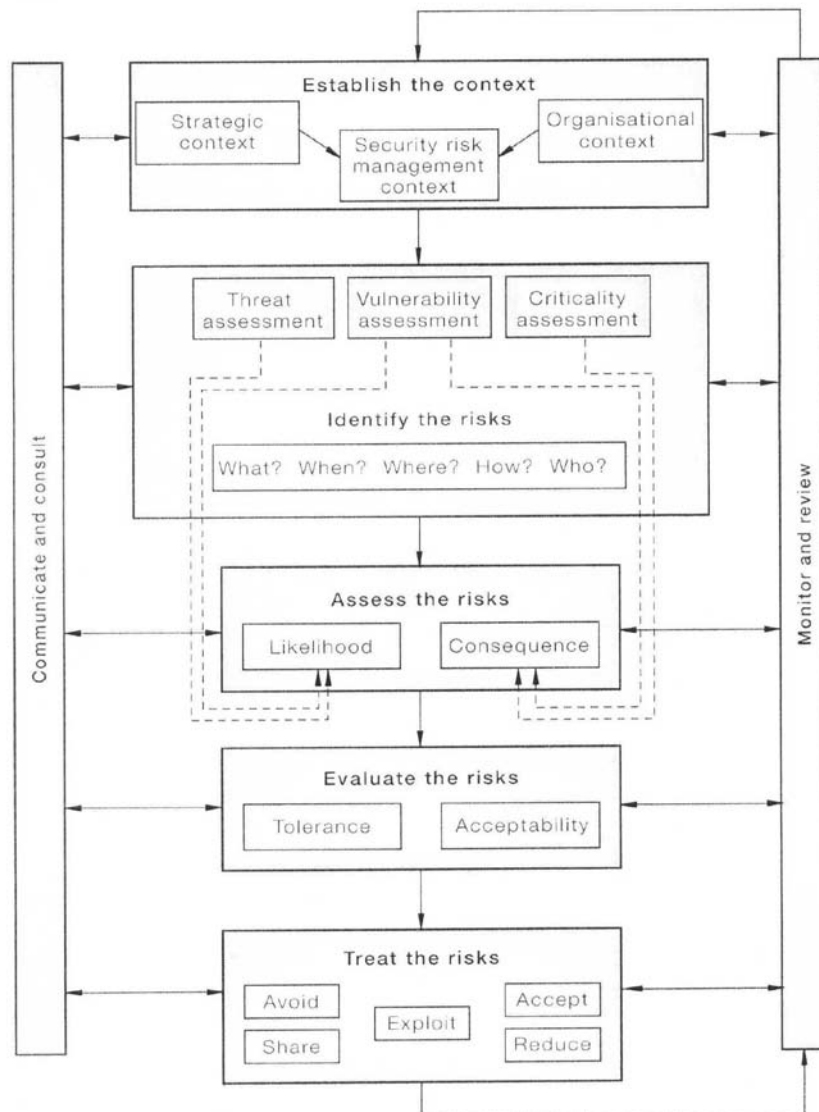 Establish the context
Strategic
context
Organisational
context
Security risk
management
context
Threat
assessment
Vulnerability
assessment
Criticality
assessment
Identify the risks
What? When? Where? How? Who?
Assess the risks
Likelihood
Consequence
Evaluate the risks
Tolerance
Acceptability
Treat the risks
Avoid
Accept
Exploit
Share
Reduce
Communicate and consult
Monitor and review